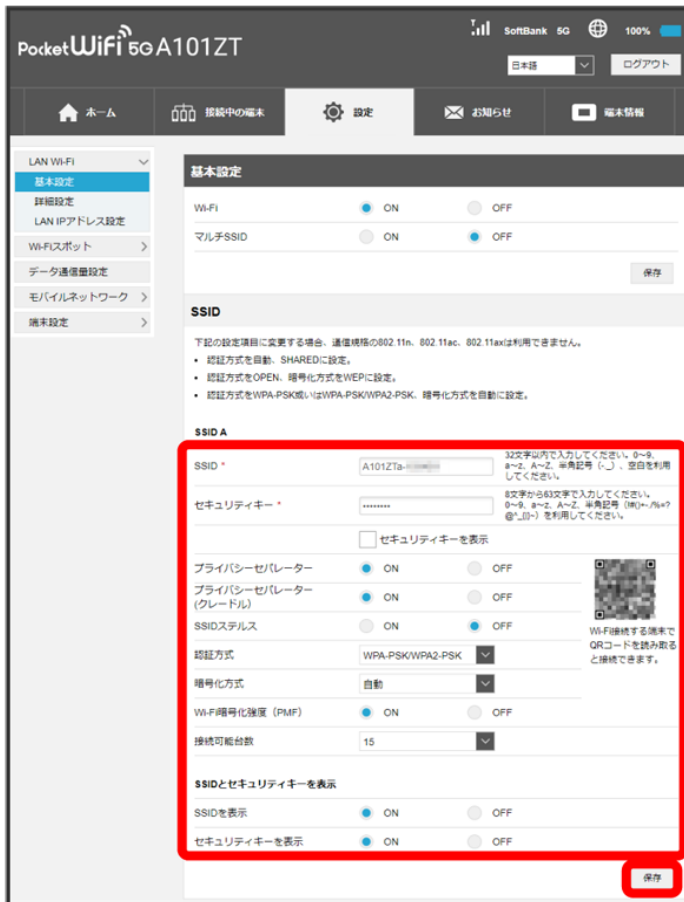 SoftBank 5G 100%
Pocket WiFi 5G A101ZT
日本語 ログアウト
ホーム 接続中の端末 設定 お知らせ 端末情報
LAN Wi-Fi
基本設定
詳細設定
LAN IPアドレス設定
Wi-Fiスポット
データ通信量設定
モバイルネットワーク
端末設定
基本設定
Wi-Fi ON OFF
マルチSSID ON OFF
保存
SSID
下記の設定項目に変更する場合、通信規格の802.11n、802.11ac、802.11axは利用できません。
• 認証方式を自動、SHAREDに設定。
• 認証方式をOPEN、暗号化方式をWEPに設定。
• 認証方式をWPA-PSK或いはWPA-PSK/WPA2-PSK、暗号化方式を自動に設定。
SSID A
SSID * A101ZTa-
32文字以内で入力してください。0~9、
a~z、A~Z、半角記号 (-._) 、空白を利用
してください。
セキュリティキー * ••••••••
8文字から63文字で入力してください。
0~9、a~z、A~Z、半角記号
を利用してください。
セキュリティキーを表示
プライバシーセパレーター ON OFF
プライバシーセパレーター
(クレードル) ON OFF
SSIDステルス ON OFF
Wi-Fi接続する端末で
QRコードを読み取る
と接続できます。
認証方式 WPA-PSK/WPA2-PSK
暗号化方式 自動
Wi-Fi暗号化強度（PMF） ON OFF
接続可能台数 15
SSIDとセキュリティキーを表示
SSIDを表示 ON OFF
セキュリティキーを表示 ON OFF
保存